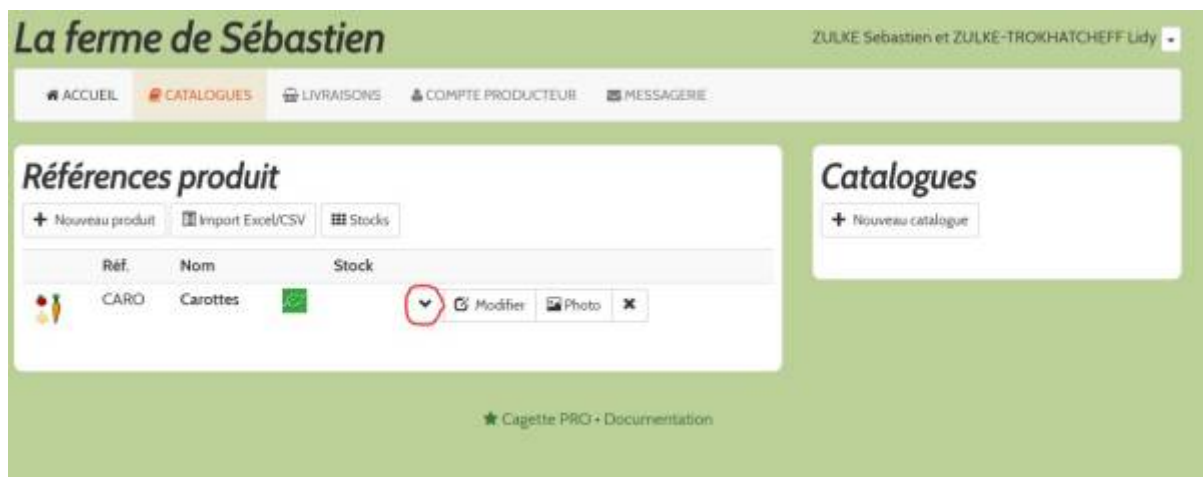 La ferme de Sébastien
ZULKE Sebastien et ZULKE-TROKHATCHEFF Lidy
ACCUEIL CATALOGUES LIVRAISONS COMPTE PRODUCTEUR MESSAGERIE
Références produit
Nouveau produit Import Excel/CSV Stocks
Réf. Nom Stock
CARO Carottes Modifier Photo
Catalogues
Nouveau catalogue
Cagette PRO • Documentation